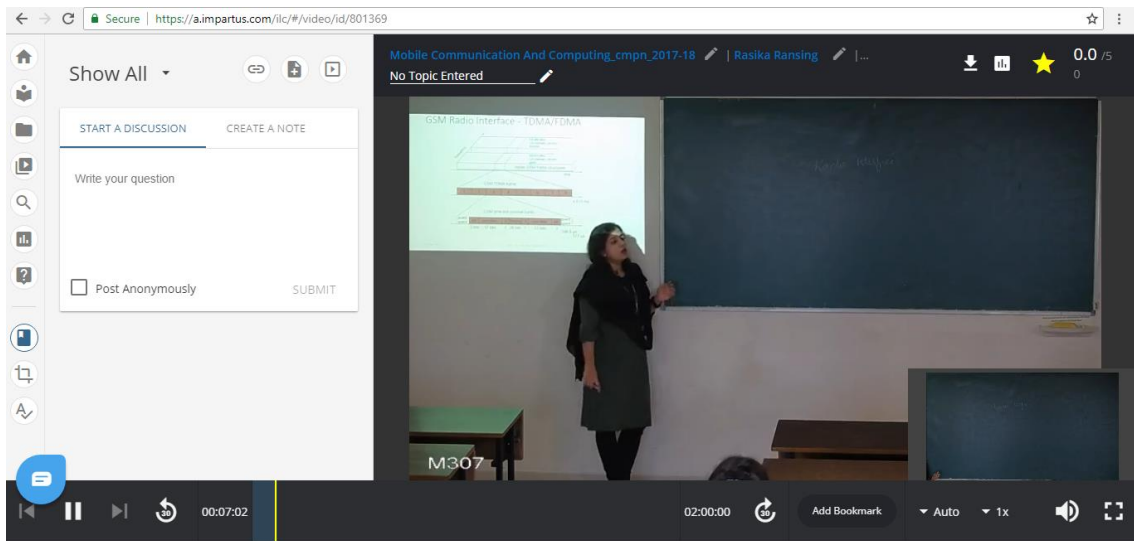 Secure | https://a.impartus.com/ilc/#/video/id/801369
Show All
Mobile Communication And Computing_cmpn_2017-18 | Rasika Ransing | ...
No Topic Entered
0.0 /5
0
START A DISCUSSION CREATE A NOTE
Write your question
Post Anonymously SUBMIT
GSM Radio Interface - TDMA/FDMA
M307
30 00:07:02 02:00:00 30 Add Bookmark Auto 1x